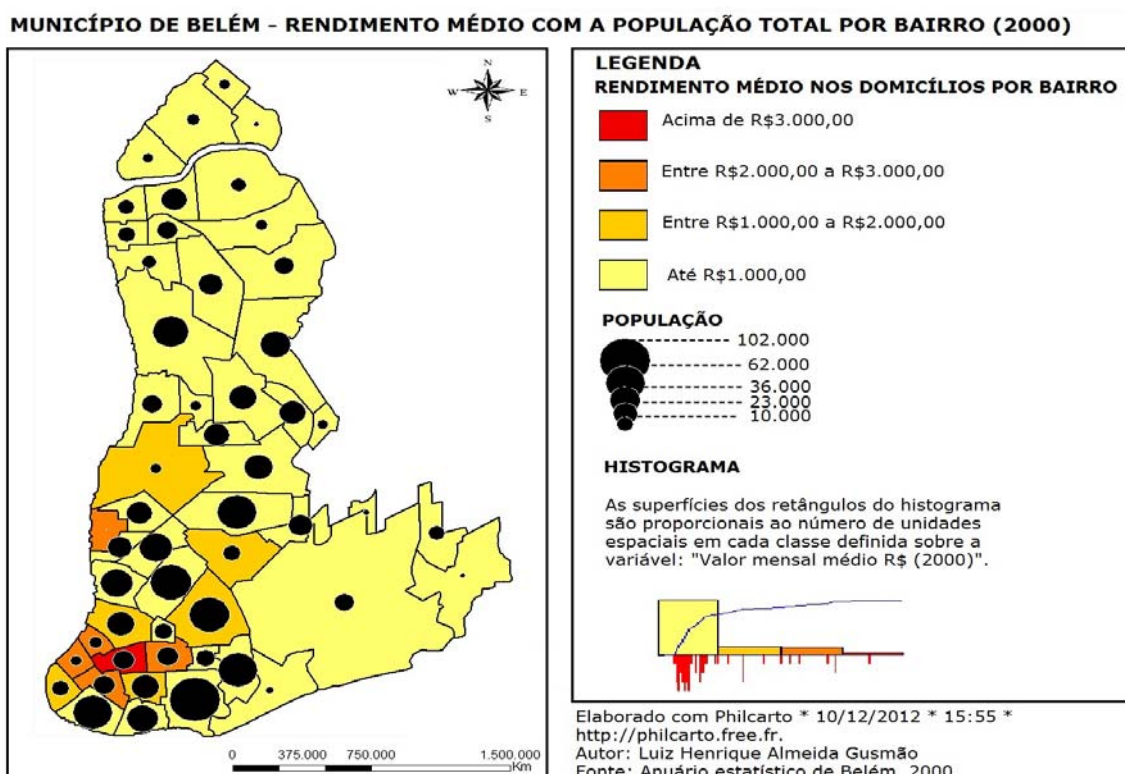 MUNICÍPIO DE BELÉM - RENDIMENTO MÉDIO COM A POPULAÇÃO TOTAL POR BAIRRO (2000)
N
W E
S
0 375.000 750.000 1.500.000
Km
LEGENDA
RENDIMENTO MÉDIO NOS DOMICÍLIOS POR BAIRRO
Acima de R$3.000,00
Entre R$2.000,00 a R$3.000,00
Entre R$1.000,00 a R$2.000,00
Até R$1.000,00
POPULAÇÃO
102.000
62.000
36.000
23.000
10.000
HISTOGRAMA
As superfícies dos retângulos do histograma
são proporcionais ao número de unidades
espaciais em cada classe definida sobre a
variável: "Valor mensal médio R$ (2000)".
Elaborado com Philcarto * 10/12/2012 * 15:55 *
http://philcarto.free.fr.
Autor: Luiz Henrique Almeida Gusmão
Fonte: Anuário estatístico de Belém, 2000